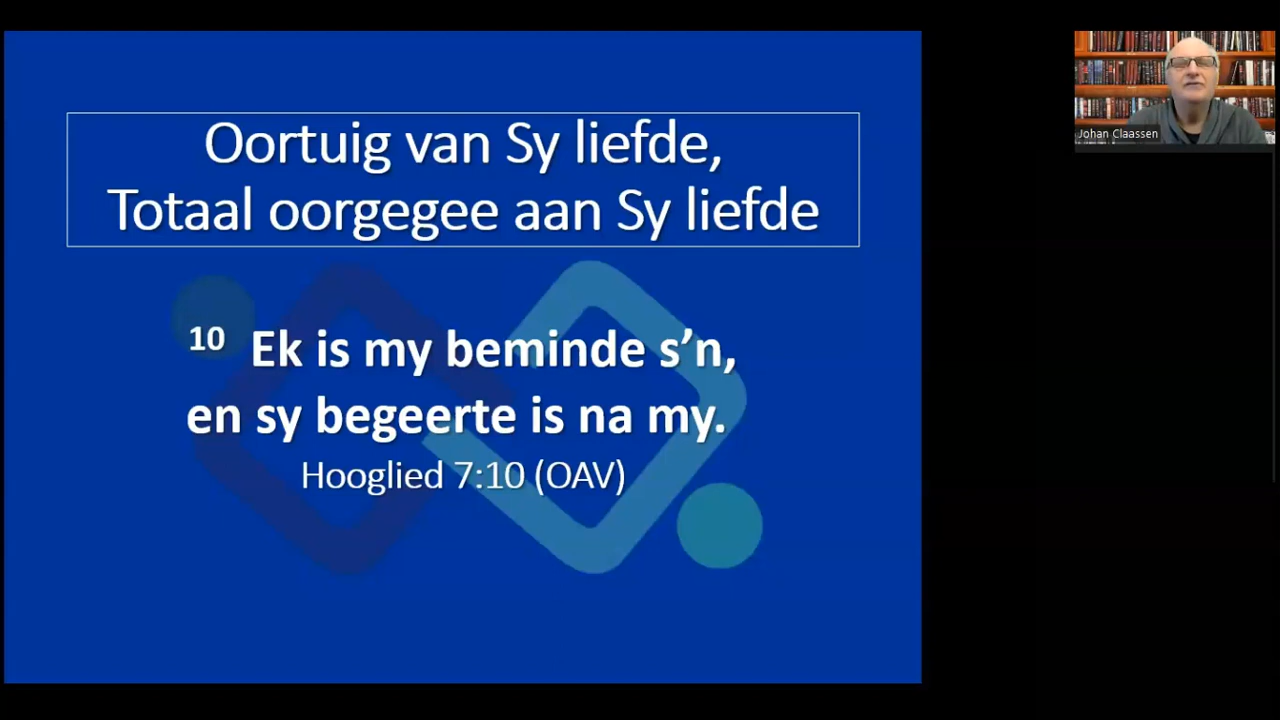 Oortuig van Sy liefde,
Totaal oorgegee aan Sy liefde
10 Ek is my beminde s’n,
en sy begeerte is na my.
Hooglied 7:10 (OAV)
Johan Claassen